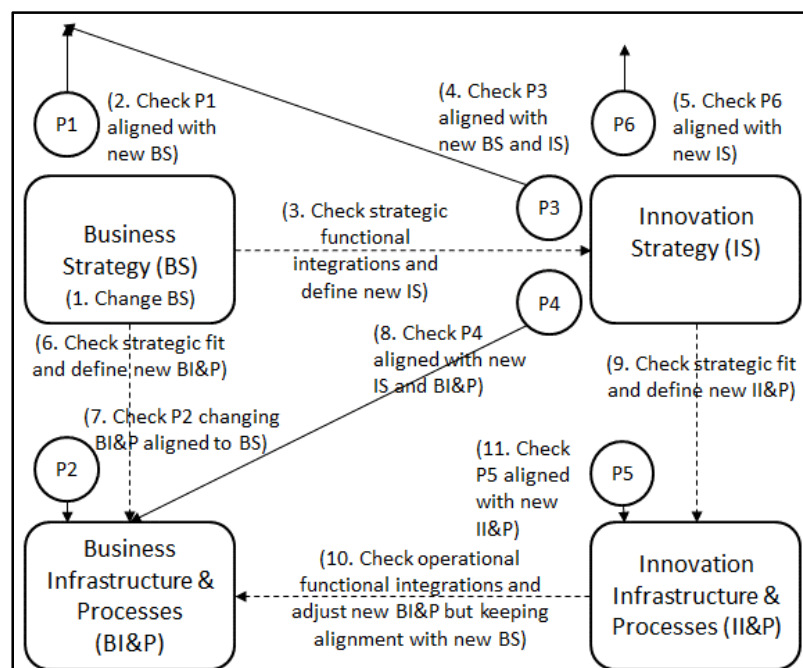 P1
(2. Check P1
aligned with
new BS)
(4. Check P3
aligned with
new BS and IS)
P6
(5. Check P6
aligned with
new IS)
Business
Strategy (BS)
(1. Change BS)
(3. Check strategic
functional
integrations and
define new IS)
P3
Innovation
Strategy (IS)
P4
(6. Check strategic fit
and define new BI&P)
(8. Check P4
aligned with new
IS and BI&P)
(9. Check strategic fit
and define new II&P)
(7. Check P2 changing
BI&P aligned to BS)
P2
(11. Check
P5 aligned
with new
II&P)
P5
Business
Infrastructure &
Processes
(BI&P)
(10. Check operational
functional integrations and
adjust new BI&P but keeping
alignment with new BS)
Innovation
Infrastructure &
Processes (II&P)